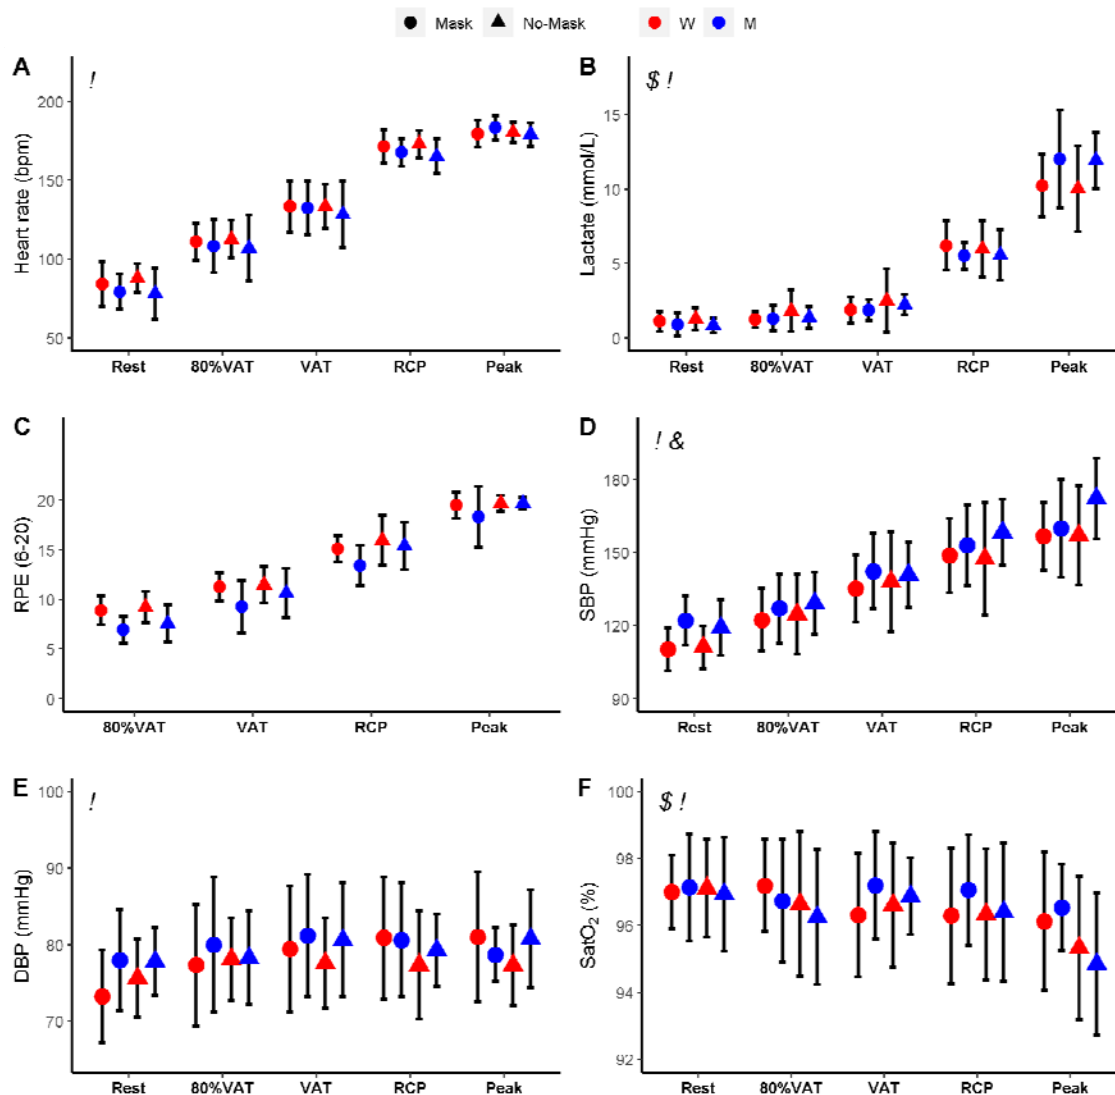 Mask No-Mask W M
A
!
Heart rate (bpm)
200
150
100
50
Rest 80%VAT VAT RCP Peak
B
$ !
Lactate (mmol/L)
15
10
5
0
Rest 80%VAT VAT RCP Peak
C
RPE (6-20)
20
15
10
5
0
80%VAT VAT RCP Peak
D
! &
SBP (mmHg)
180
150
120
90
Rest 80%VAT VAT RCP Peak
E
!
DBP (mmHg)
100
90
80
70
Rest 80%VAT VAT RCP Peak
F
$ !
SatO₂ (%)
100
98
96
94
92
Rest 80%VAT VAT RCP Peak